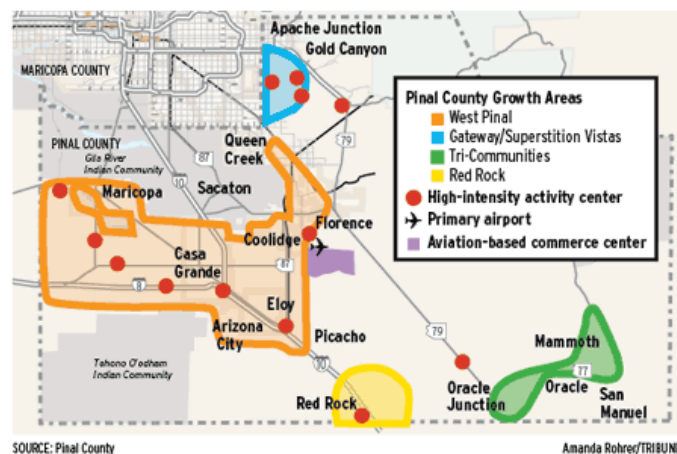 Apache Junction
Gold Canyon
MARICOPA COUNTY
Pinal County Growth Areas
West Pinal
Gateway/Superstition Vistas
Tri-Communities
Red Rock
High-intensity activity center
Primary airport
Aviation-based commerce center
PINAL COUNTY
Gila River
Indian Community
Queen
Creek
87
79
10
Maricopa
Sacaton
Florence
Coolidge
Casa
Grande
87
8
Eloy
Arizona
City
Picacho
10
79
Tohono O'odham
Indian Community
Mammoth
77
Oracle
Oracle
Junction
San
Manuel
Red Rock
SOURCE: Pinal County
Amanda Rohrer/TRIBUN